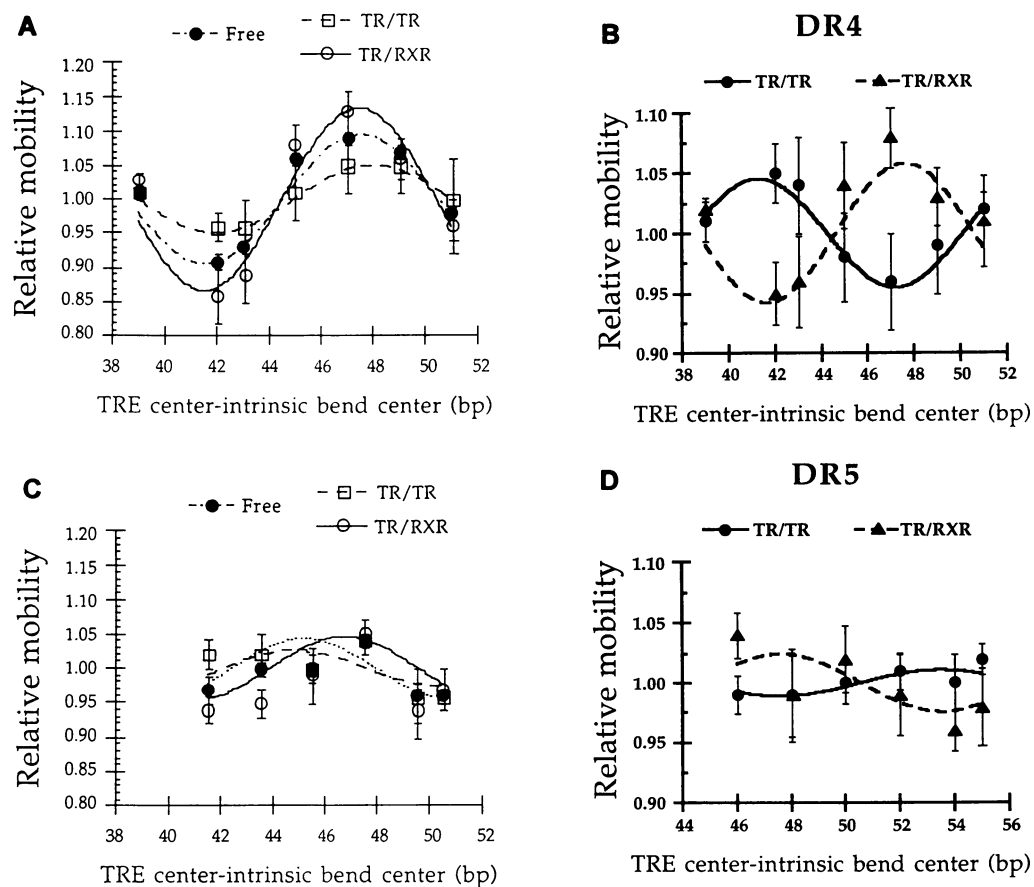 A
Free
TR/TR
TR/RXR
Relative mobility
1.20
1.15
1.10
1.05
1.00
0.95
0.90
0.85
0.80
38 40 42 44 46 48 50 52
TRE center-intrinsic bend center (bp)
B
DR4
TR/TR TR/RXR
Relative mobility
1.10
1.05
1.00
0.95
0.90
38 40 42 44 46 48 50 52
TRE center-intrinsic bend center (bp)
C
Free
TR/TR
TR/RXR
Relative mobility
1.20
1.15
1.10
1.05
1.00
0.95
0.90
0.85
0.80
38 40 42 44 46 48 50 52
TRE center-intrinsic bend center (bp)
D
DR5
TR/TR TR/RXR
Relative mobility
1.10
1.05
1.00
0.95
0.90
44 46 48 50 52 54 56
TRE center-intrinsic bend center (bp)